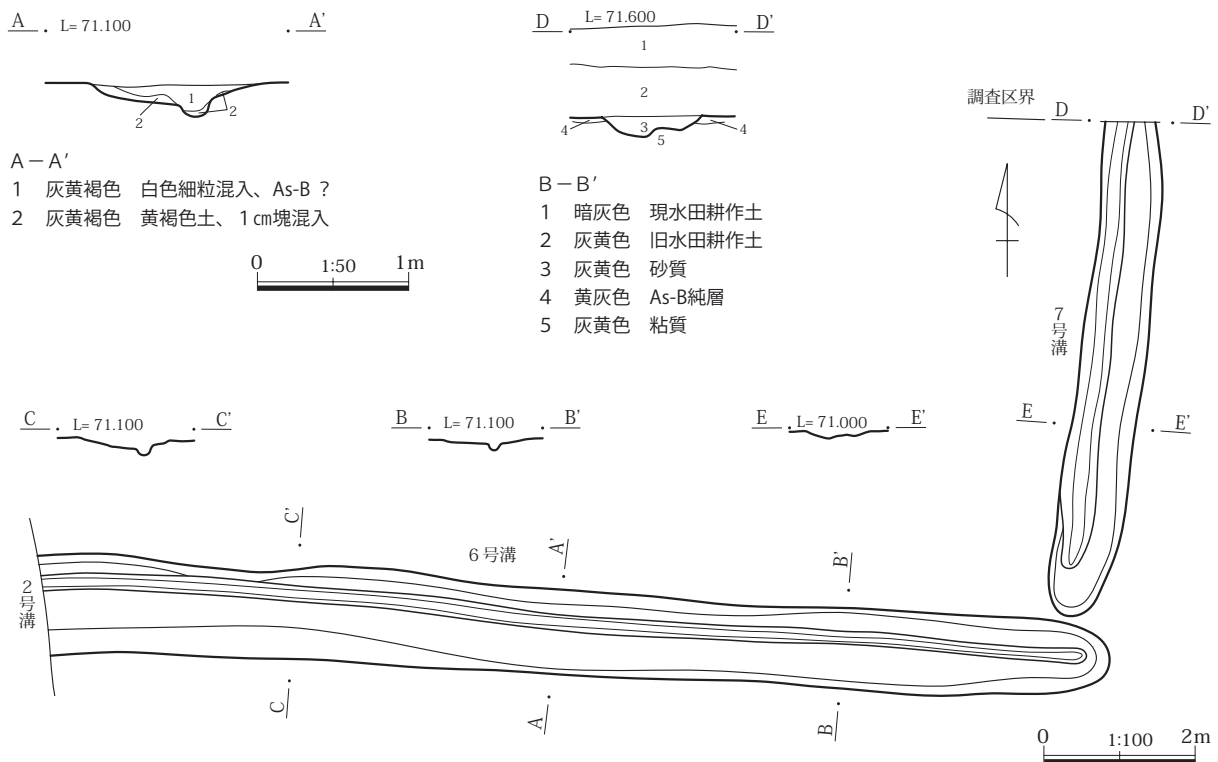 A L= 71.100 A'
1
2 2
A－A'
1 灰黄褐色 白色細粒混入、As-B ？
2 灰黄褐色 黄褐色土、１㎝塊混入
0 1:50 1m
D L= 71.600 D'
1
2
4 3 5 4
B－B'
1 暗灰色 現水田耕作土
2 灰黄色 旧水田耕作土
3 灰黄色 砂質
4 黄灰色 As-B純層
5 灰黄色 粘質
調査区界 D D'
7号溝
E E'
C L= 71.100 C'
B L= 71.100 B'
E L= 71.000 E'
2号溝
6号溝
C'
A'
B'
C
A
B
0 1:100 2m